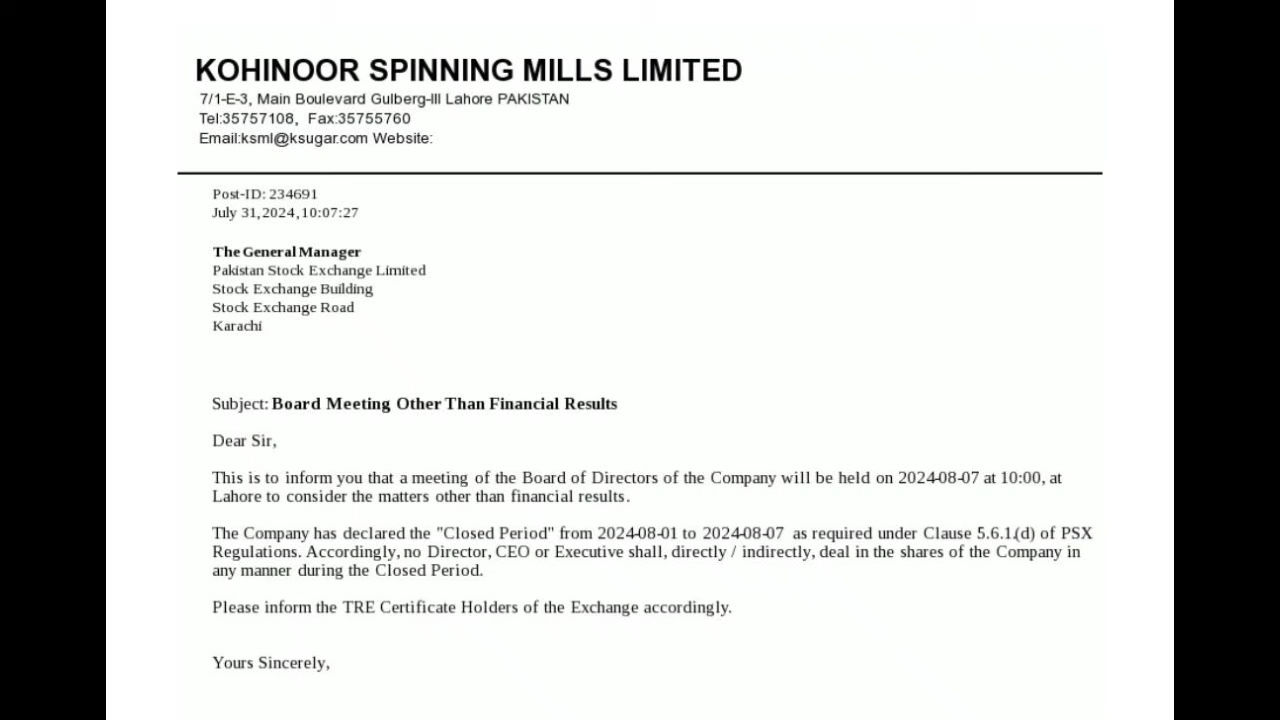 KOHINOOR SPINNING MILLS LIMITED
7/1-E-3, Main Boulevard Gulberg-III Lahore PAKISTAN
Tel:35757108, Fax:35755760
Email:ksml@ksugar.com Website:
Post-ID: 234691
July 31,2024,10:07:27
The General Manager
Pakistan Stock Exchange Limited
Stock Exchange Building
Stock Exchange Road
Karachi
Subject: Board Meeting Other Than Financial Results
Dear Sir,
This is to inform you that a meeting of the Board of Directors of the Company will be held on 2024-08-07 at 10:00, at
Lahore to consider the matters other than financial results.
The Company has declared the "Closed Period" from 2024-08-01 to 2024-08-07 as required under Clause 5.6.1.(d) of PSX
Regulations. Accordingly, no Director, CEO or Executive shall, directly / indirectly, deal in the shares of the Company in
any manner during the Closed Period.
Please inform the TRE Certificate Holders of the Exchange accordingly.
Yours Sincerely,